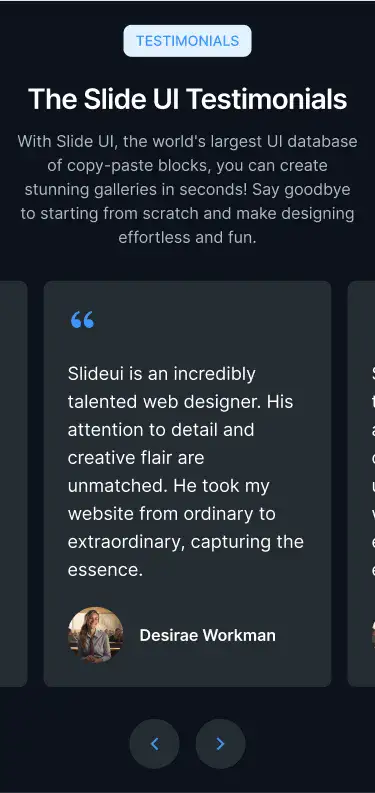 TESTIMONIALS
The Slide UI Testimonials
With Slide UI, the world's largest UI database
of copy-paste blocks, you can create
stunning galleries in seconds! Say goodbye
to starting from scratch and make designing
effortless and fun.
“
Slideui is an incredibly
talented web designer. His
attention to detail and
creative flair are
unmatched. He took my
website from ordinary to
extraordinary, capturing the
essence.
Desirae Workman